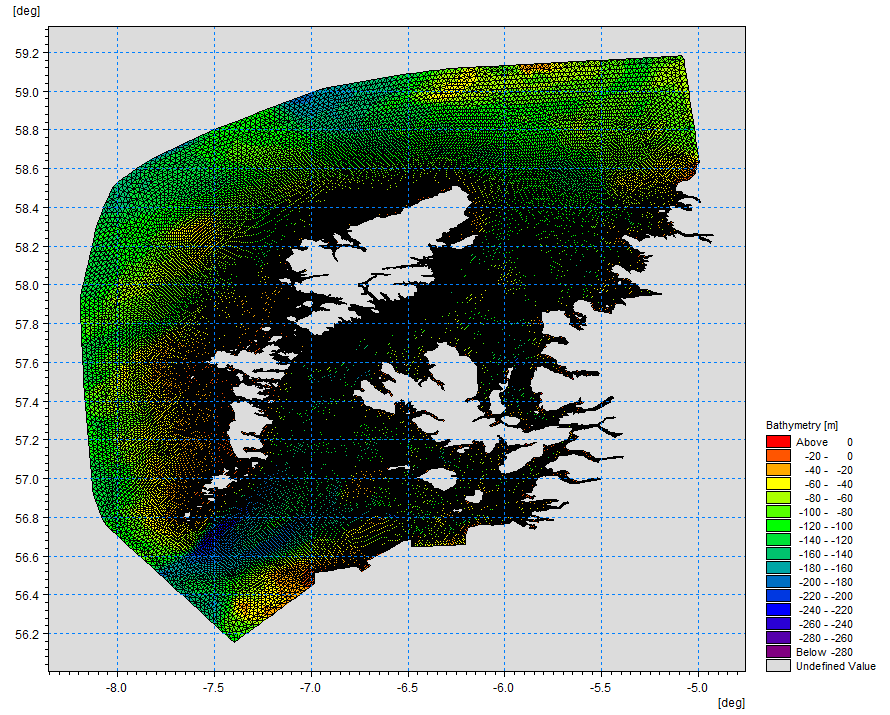 [deg]
59.2
59.0
58.8
58.6
58.4
58.2
58.0
57.8
57.6
57.4
57.2
57.0
56.8
56.6
56.4
56.2
-8.0 -7.5 -7.0 -6.5 -6.0 -5.5 -5.0
[deg]
Bathymetry [m]
Above 0
-20 - 0
-40 - -20
-60 - -40
-80 - -60
-100 - -80
-120 - -100
-140 - -120
-160 - -140
-180 - -160
-200 - -180
-220 - -200
-240 - -220
-260 - -240
-280 - -260
Below -280
Undefined Value